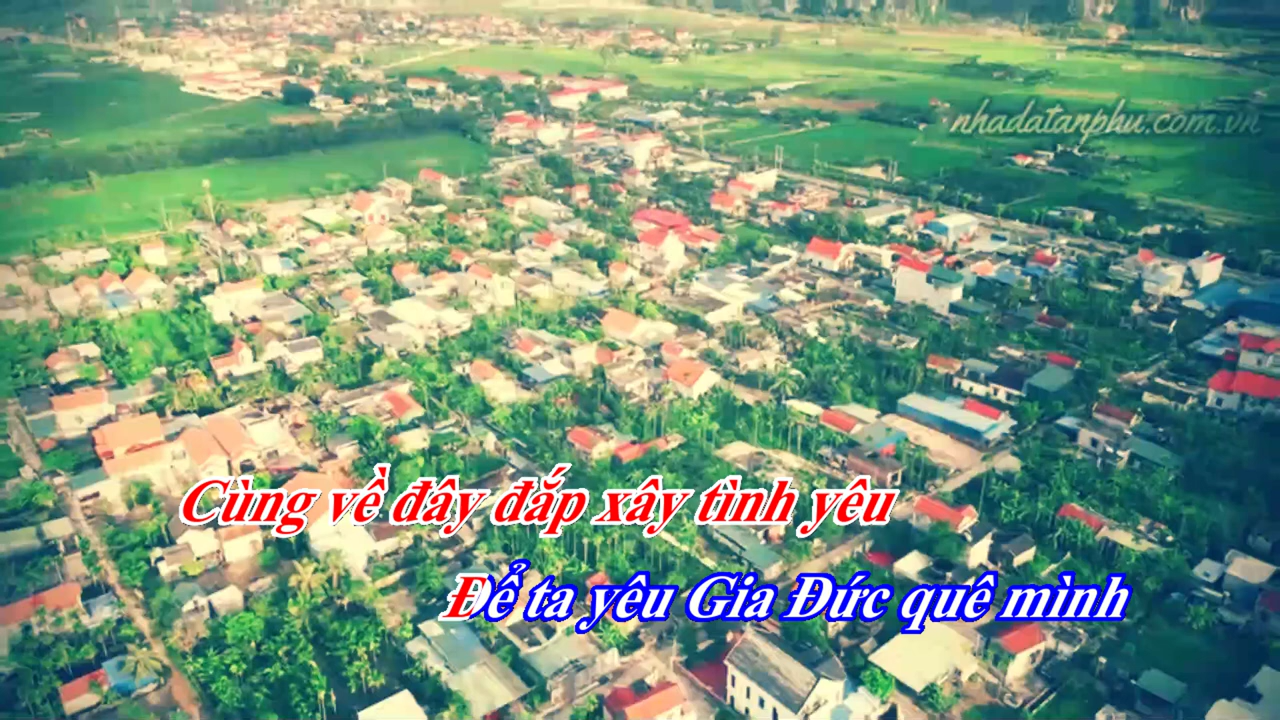 nhadatanphu.com.vn
Cùng về đây đắp xây tình yêu
Để ta yêu Gia Đức quê mình